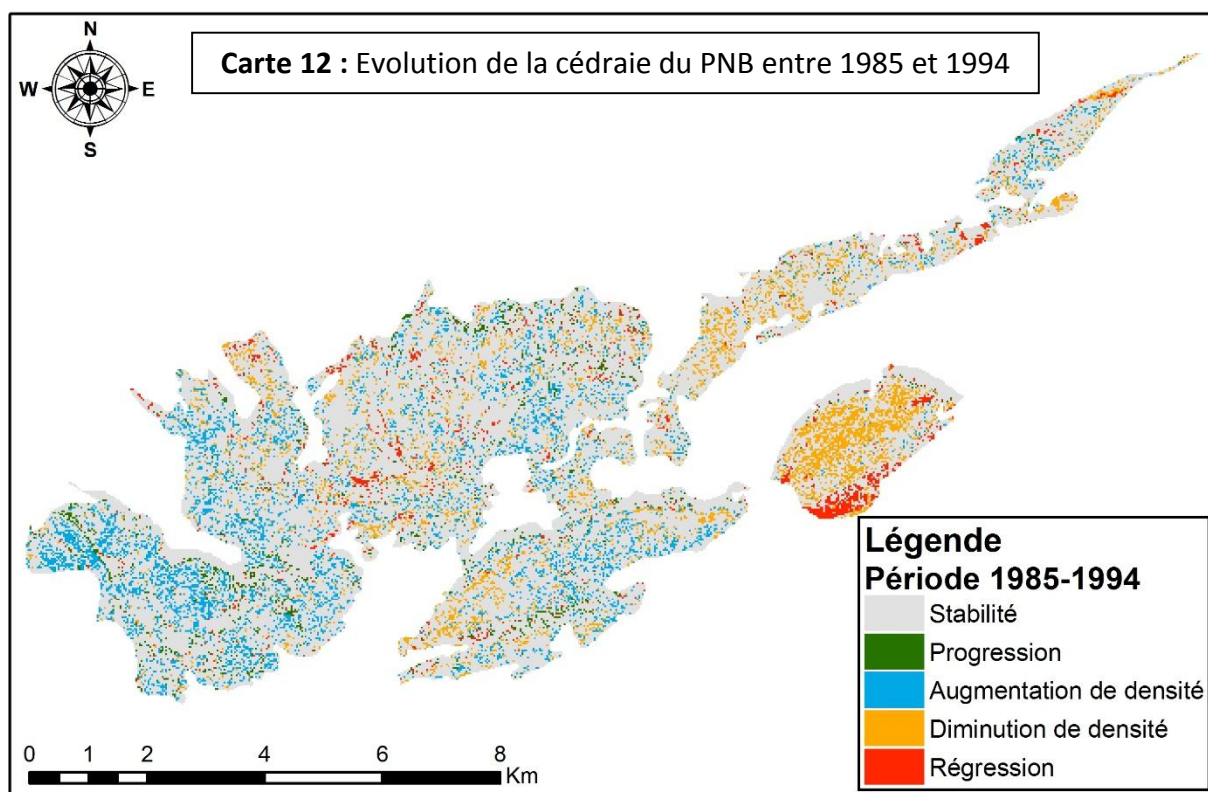 N
W E
S
Carte 12 : Evolution de la cédraie du PNB entre 1985 et 1994
Légende
Période 1985-1994
Stabilité
Progression
Augmentation de densité
Diminution de densité
Régression
0 1 2 4 6 8
Km